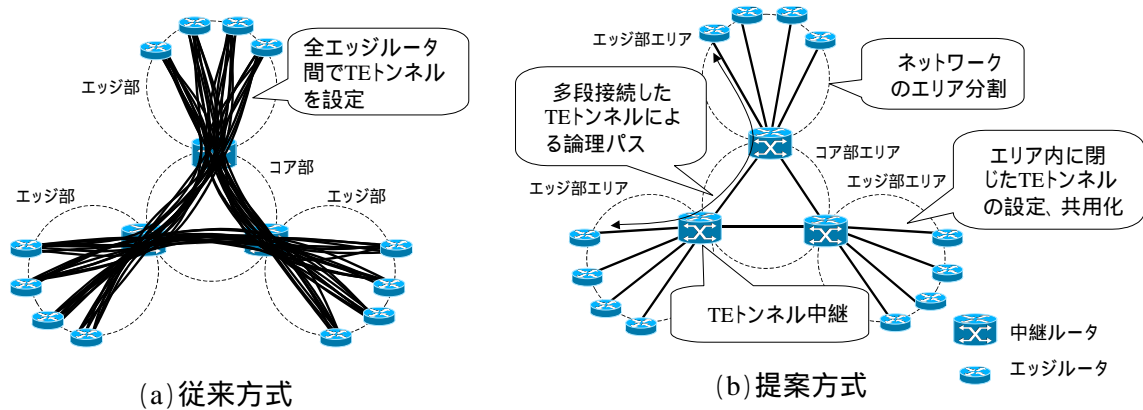 全エッジルータ
間でTEトンネル
を設定
エッジ部
コア部
エッジ部
エッジ部
(a)従来方式
エッジ部エリア
ネットワーク
のエリア分割
多段接続した
TEトンネルによ
る論理パス
コア部エリア
エッジ部エリア
エッジ部エリア
エリア内に閉
じたTEトンネル
の設定、共用化
TEトンネル中継
中継ルータ
エッジルータ
(b)提案方式